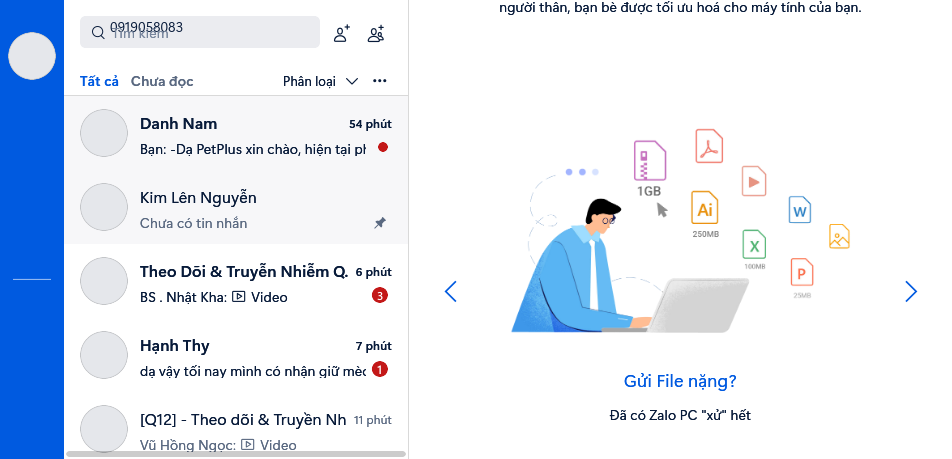 người thân, bạn bè được tối ưu hoá cho máy tính của bạn.
0919058083
Tìm kiếm
Tất cả Chưa đọc Phân loại
Danh Nam 54 phút
Bạn: -Dạ PetPlus xin chào, hiện tại ph
Kim Lên Nguyễn
Chưa có tin nhắn
Theo Dõi & Truyễn Nhiễm Q. 6 phút
BS . Nhật Kha: Video 3
Hạnh Thy 7 phút
dạ vậy tối nay mình có nhận giữ mèo 1
[Q12] - Theo dõi & Truyền Nh 11 phút
Vũ Hồng Ngọc: Video
1GB
Ai
250MB
W
X
100MB
P
25MB
Gửi File nặng?
Đã có Zalo PC "xử" hết